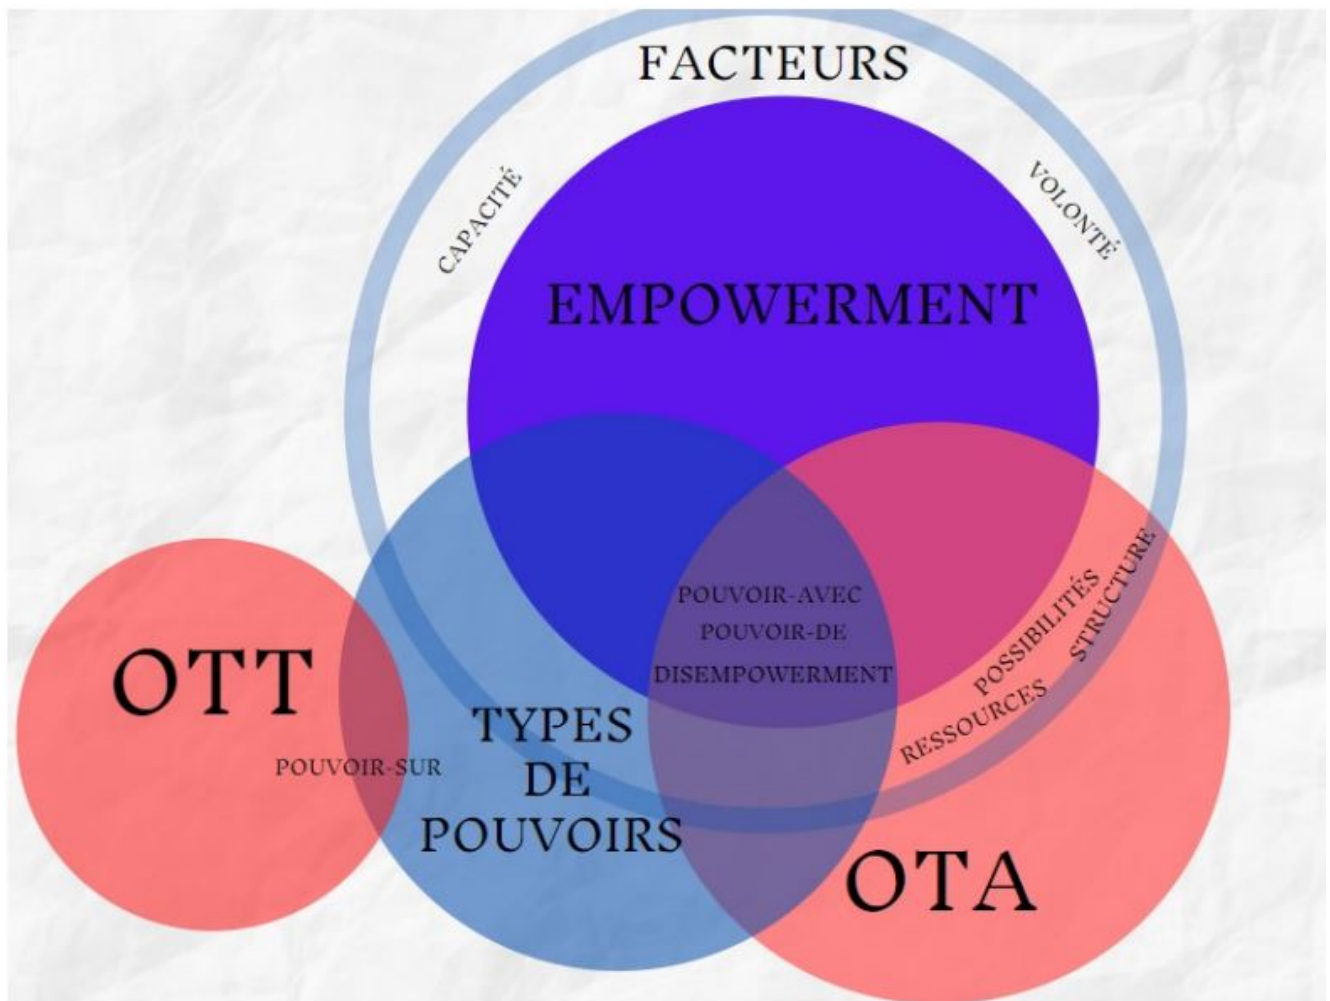 FACTEURS
CAPACITÉ
VOLONTÉ
EMPOWERMENT
POUVOIR-AVEC
POUVOIR-DE
DISEMPOWERMENT
POSSIBILITÉS
STRUCTURE
RESSOURCES
OTT
POUVOIR-SUR
TYPES
DE
POUVOIRS
OTA